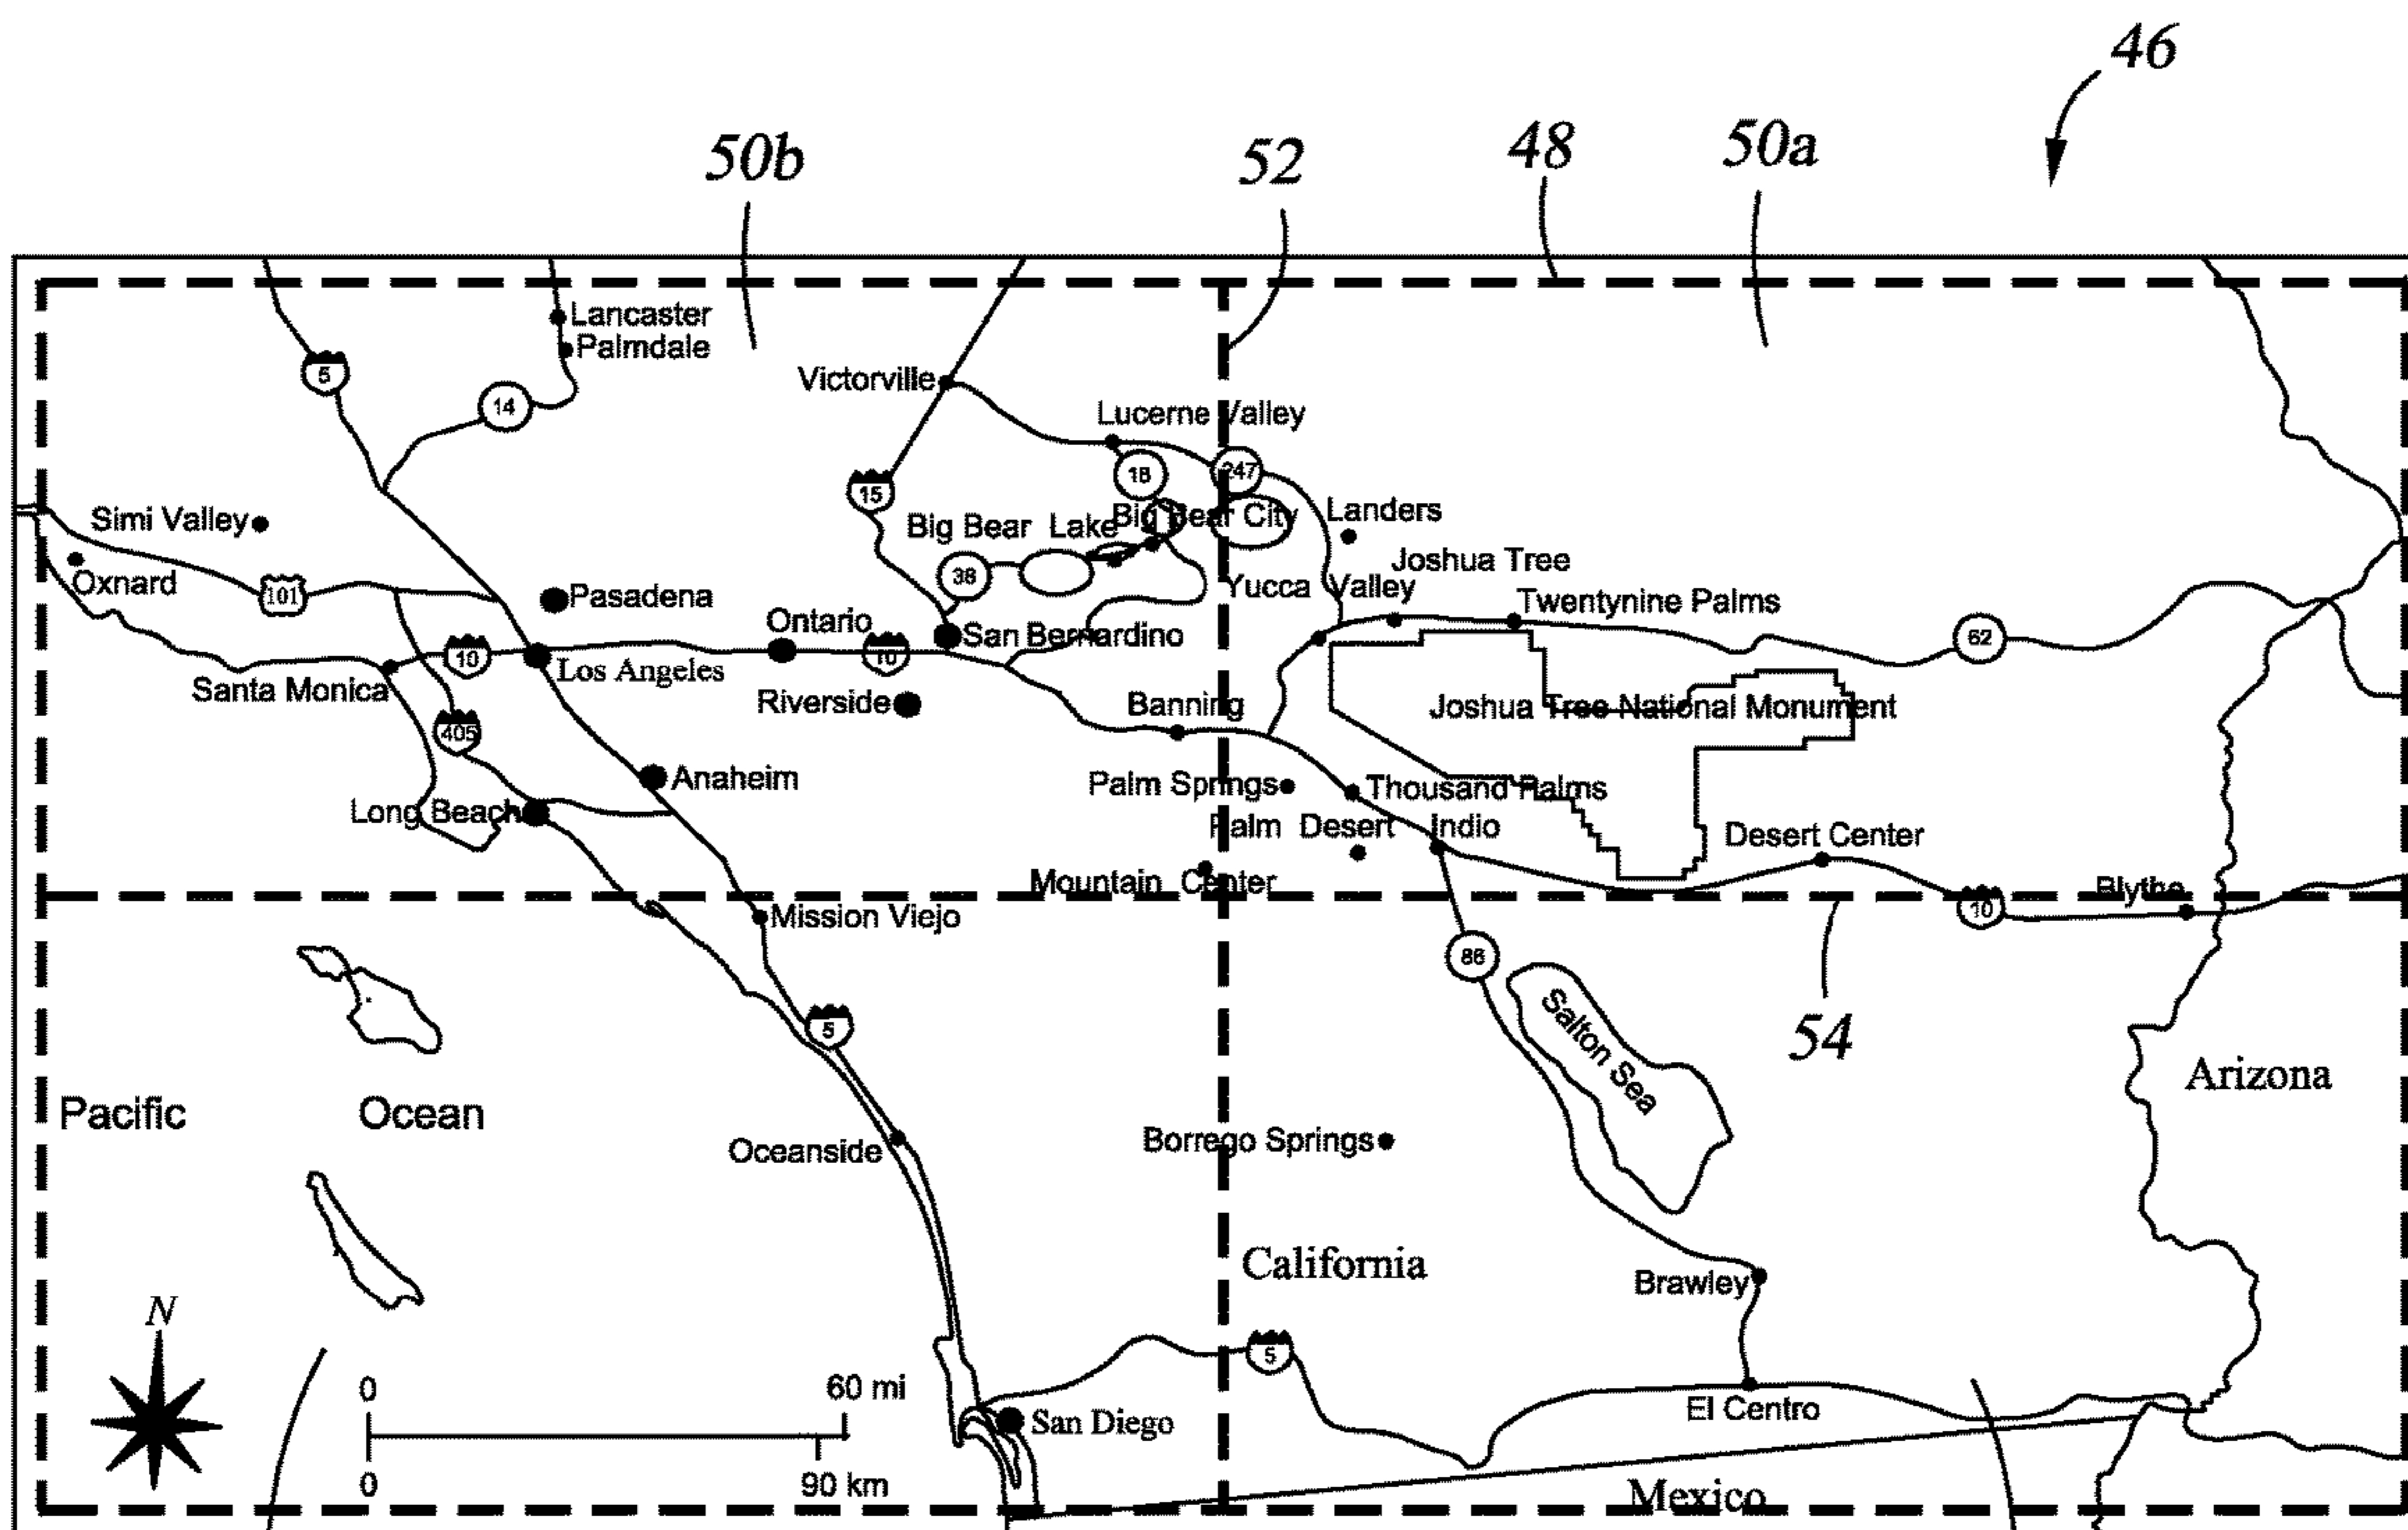 46
50b
52
48
50a
Lancaster
Palmdale
5
Victorville
14
Lucerne Valley
18
247
15
Simi Valley
Big Bear Lake
Big Bear City
Landers
Oxnard
101
Pasadena
38
Joshua Tree
Yucca Valley
Twentynine Palms
Ontario
San Bernardino
62
10
Los Angeles
10
Santa Monica
Riverside
Banning
Joshua Tree National Monument
405
Anaheim
Palm Springs
Thousand Palms
Long Beach
Palm Desert
Indio
Desert Center
Mountain Center
Blythe
Mission Viejo
10
86
5
Salton Sea
54
Arizona
Pacific Ocean
Oceanside
Borrego Springs
California
Brawley
N
5
0
60 mi
El Centro
San Diego
0
90 km
Mexico